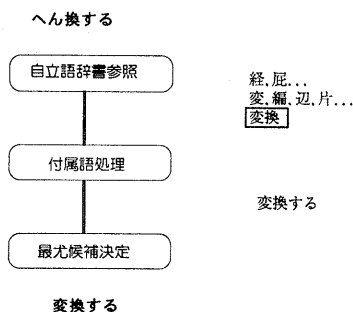 へん換する
自立語辞書参照
経,屁...
変,編,辺,片...
変換
付属語処理
変換する
最尤候補決定
変換する